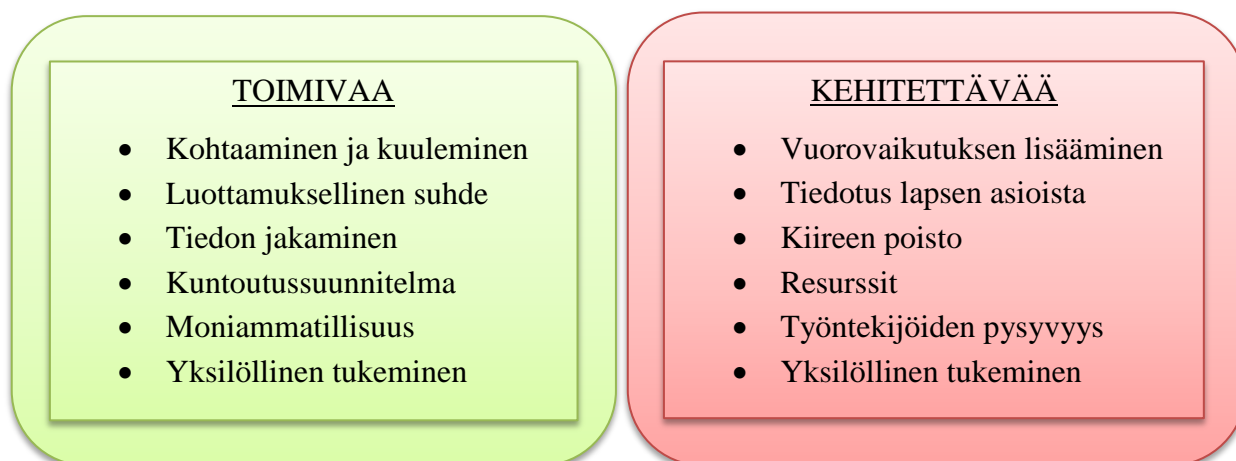 TOIMIVAA
• Kohtaaminen ja kuuleminen
• Luottamuksellinen suhde
• Tiedon jakaminen
• Kuntoutussuunnitelma
• Moniammatillisuus
• Yksilöllinen tukeminen
KEHITETTÄVÄÄ
• Vuorovaikutuksen lisääminen
• Tiedotus lapsen asioista
• Kiireen poisto
• Resurssit
• Työntekijöiden pysyvyys
• Yksilöllinen tukeminen